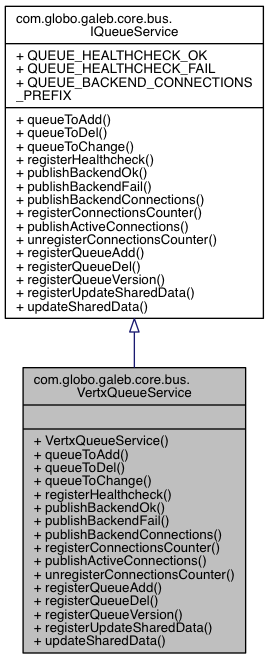 com.globo.galeb.core.bus.
IQueueService
+ QUEUE_HEALTHCHECK_OK
+ QUEUE_HEALTHCHECK_FAIL
+ QUEUE_BACKEND_CONNECTIONS
_PREFIX
+ queueToAdd()
+ queueToDel()
+ queueToChange()
+ registerHealthcheck()
+ publishBackendOk()
+ publishBackendFail()
+ publishBackendConnections()
+ registerConnectionsCounter()
+ publishActiveConnections()
+ unregisterConnectionsCounter()
+ registerQueueAdd()
+ registerQueueDel()
+ registerQueueVersion()
+ registerUpdateSharedData()
+ updateSharedData()
com.globo.galeb.core.bus.
VertxQueueService
+ VertxQueueService()
+ queueToAdd()
+ queueToDel()
+ queueToChange()
+ registerHealthcheck()
+ publishBackendOk()
+ publishBackendFail()
+ publishBackendConnections()
+ registerConnectionsCounter()
+ publishActiveConnections()
+ unregisterConnectionsCounter()
+ registerQueueAdd()
+ registerQueueDel()
+ registerQueueVersion()
+ registerUpdateSharedData()
+ updateSharedData()